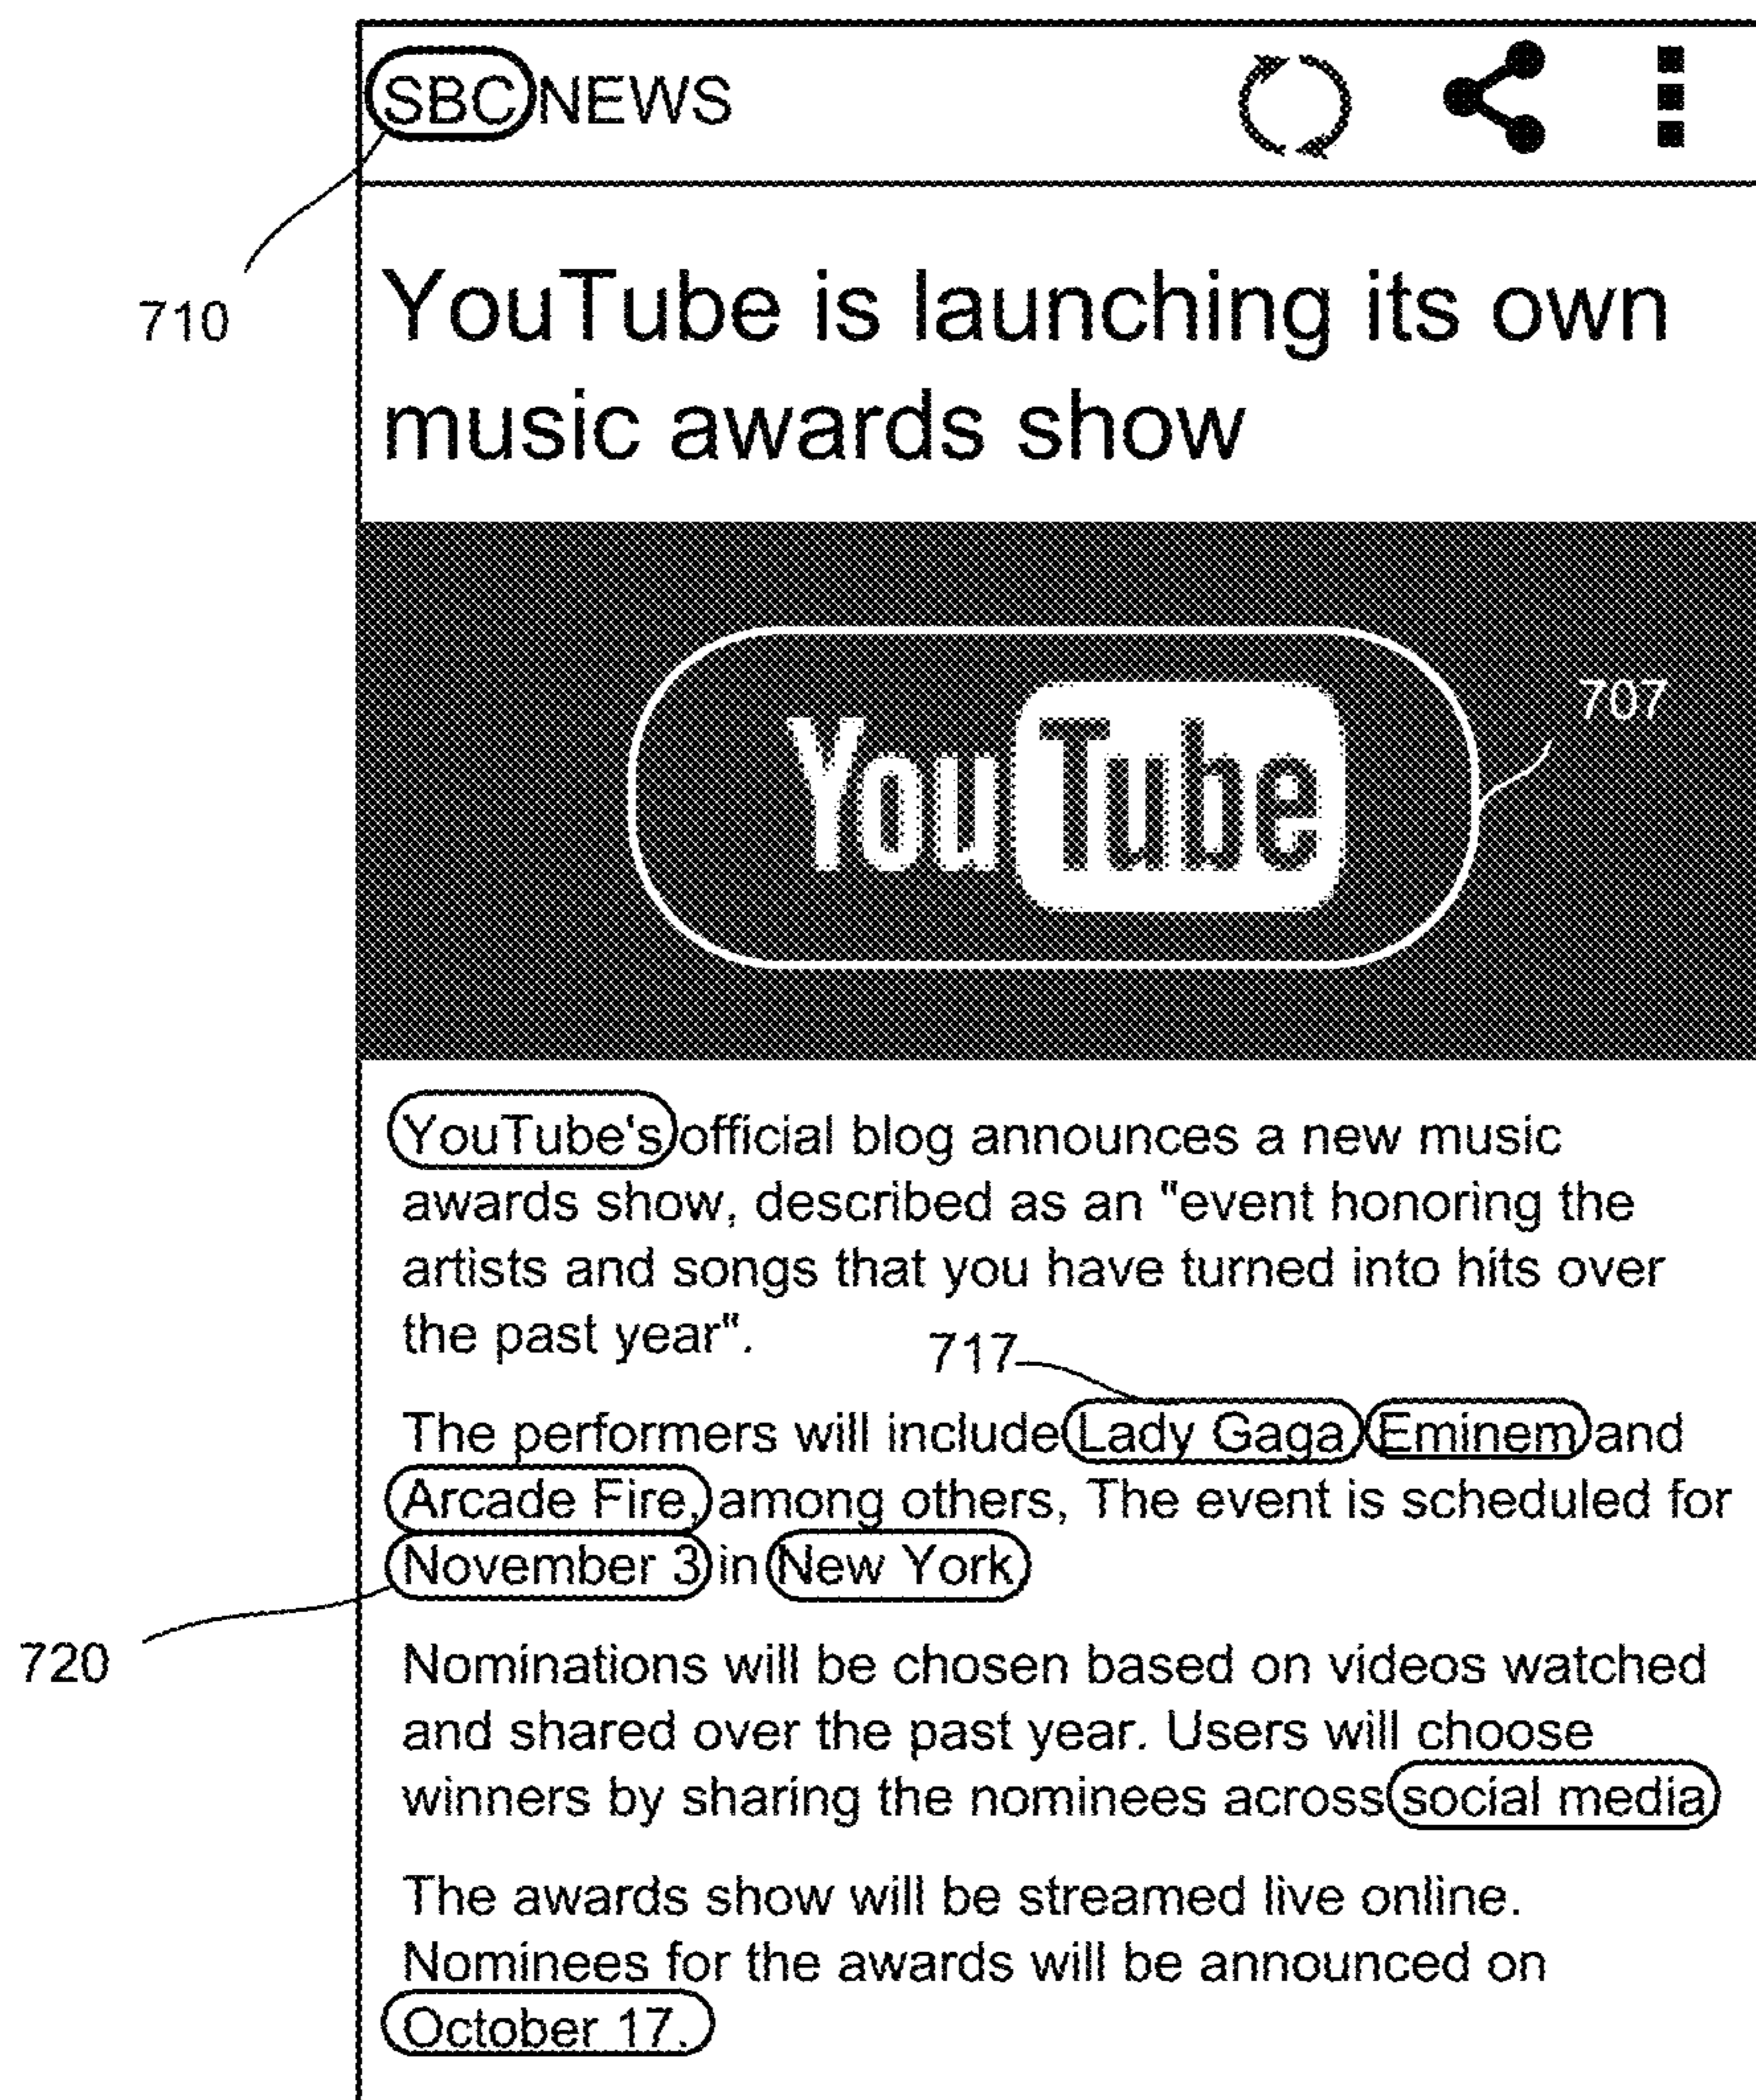 SBC NEWS
710
YouTube is launching its own
music awards show
707
YouTube
YouTube's official blog announces a new music
awards show, described as an "event honoring the
artists and songs that you have turned into hits over
the past year".
717
The performers will include Lady Gaga Eminem and
Arcade Fire, among others, The event is scheduled for
November 3 in New York
720
Nominations will be chosen based on videos watched
and shared over the past year. Users will choose
winners by sharing the nominees across social media
The awards show will be streamed live online.
Nominees for the awards will be announced on
October 17.